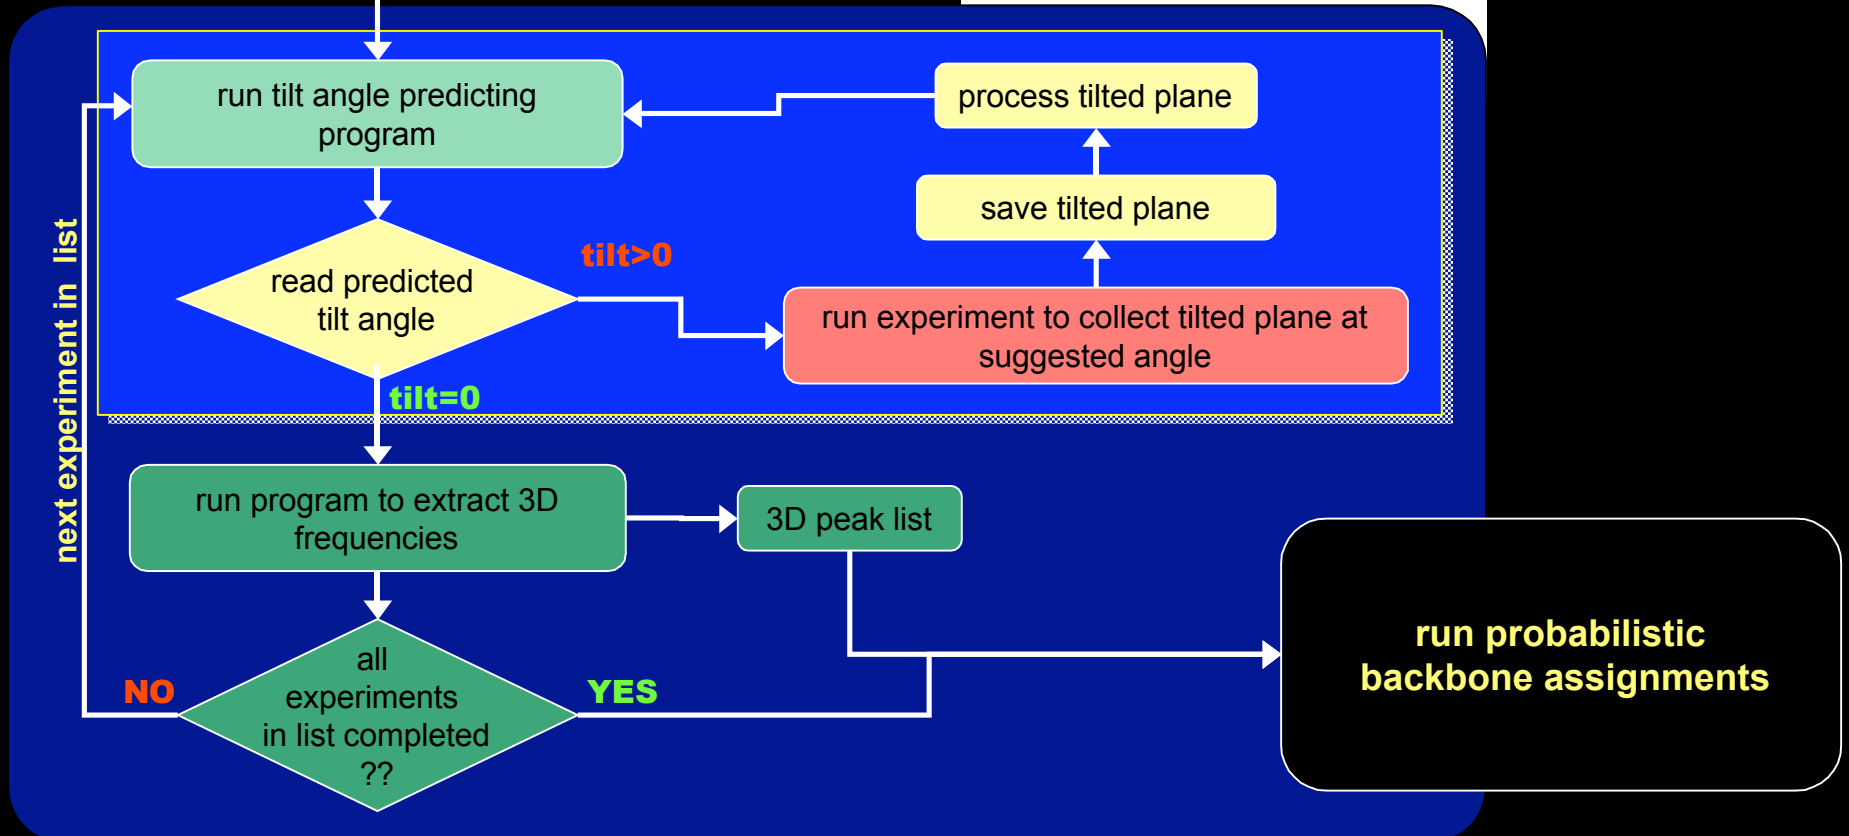 run tilt angle predicting
program
process tilted plane
save tilted plane
tilt>0
read predicted
tilt angle
run experiment to collect tilted plane at
suggested angle
tilt=0
next experiment in list
run program to extract 3D
frequencies
3D peak list
all
experiments
in list completed
??
NO
YES
run probabilistic
backbone assignments